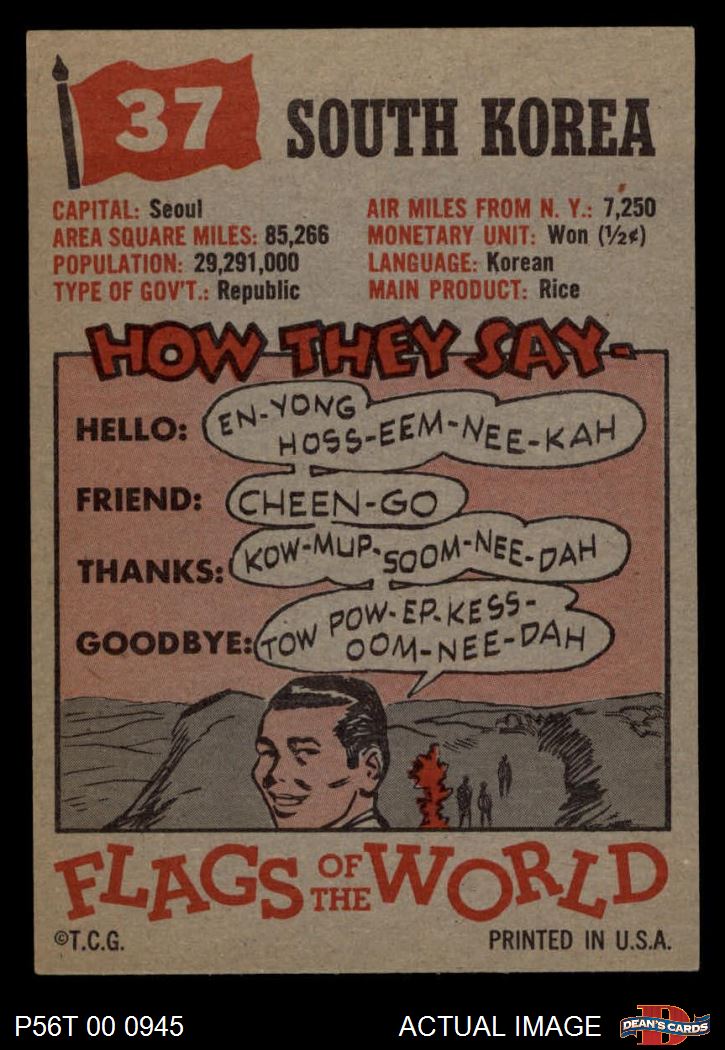 37
SOUTH KOREA
CAPITAL: Seoul
AREA SQUARE MILES: 85,266
POPULATION: 29,291,000
TYPE OF GOV'T.: Republic
AIR MILES FROM N. Y.: 7,250
MONETARY UNIT: Won (½¢)
LANGUAGE: Korean
MAIN PRODUCT: Rice
HOW THEY SAY-
HELLO: EN-YONG
HOSS-EEM-NEE-KAH
FRIEND: CHEEN-GO
THANKS: KOW-MUP-SOOM-NEE-DAH
GOODBYE: TOW POW-EP-KESS-
OOM-NEE-DAH
FLAGS OF THE WORLD
©T.C.G.
PRINTED IN U.S.A.
P56T 00 0945
ACTUAL IMAGE
D
DEAN'S CARDS